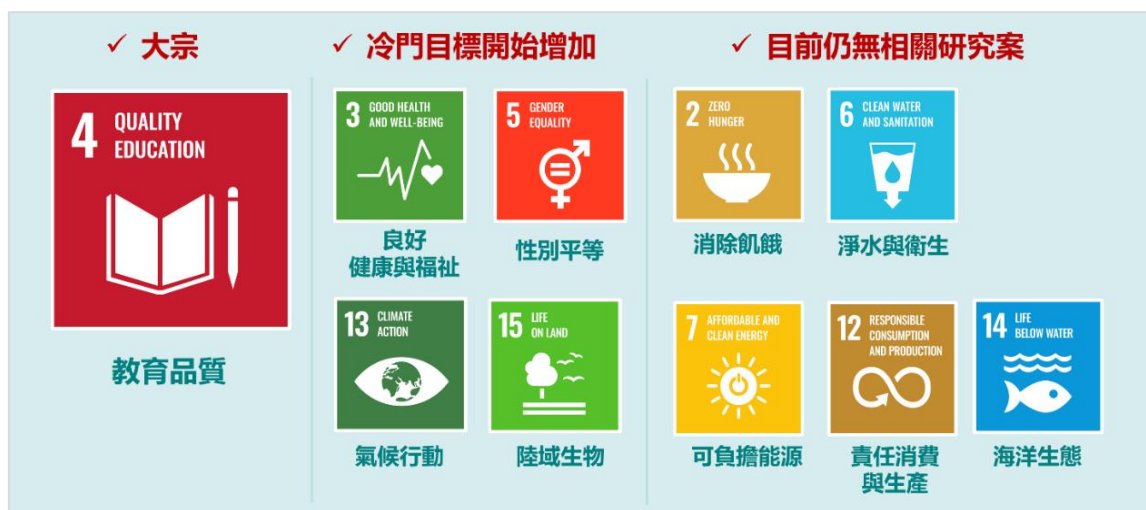 ✓ 大宗
4 QUALITY
EDUCATION
教育品質
✓ 冷門目標開始增加
3 GOOD HEALTH
AND WELL-BEING
良好
健康與福祉
5 GENDER
EQUALITY
性別平等
13 CLIMATE
ACTION
氣候行動
15 LIFE
ON LAND
陸域生物
✓ 目前仍無相關研究案
2 ZERO
HUNGER
消除飢餓
6 CLEAN WATER
AND SANITATION
淨水與衛生
7 AFFORDABLE AND
CLEAN ENERGY
可負擔能源
12 RESPONSIBLE
CONSUMPTION
AND PRODUCTION
責任消費
與生產
14 LIFE
BELOW WATER
海洋生態